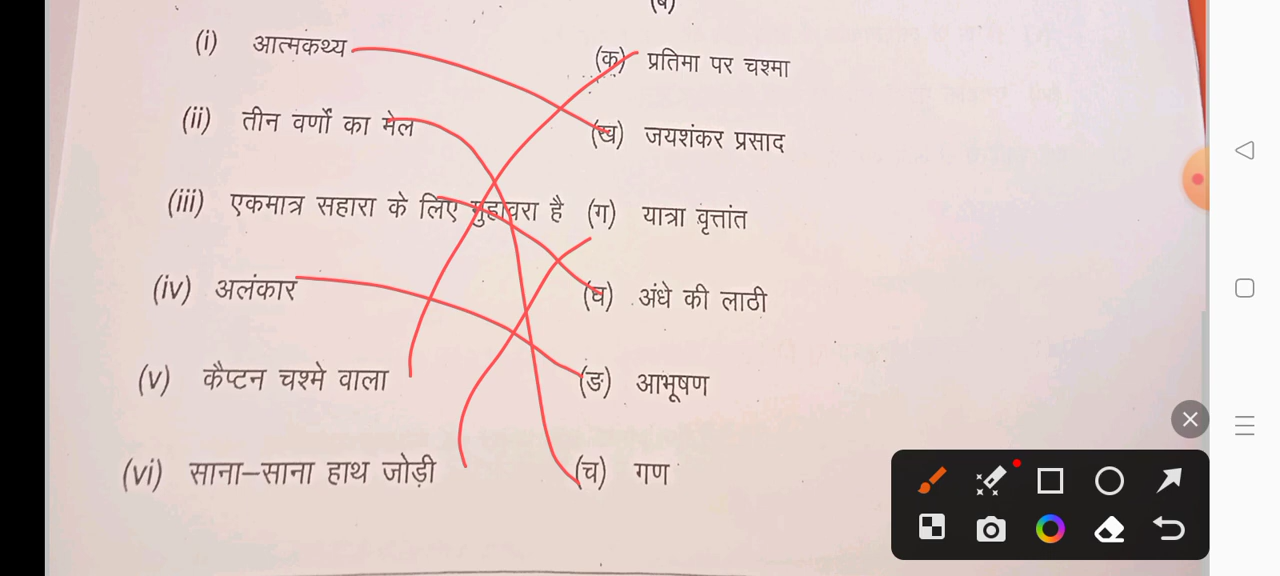 (ब)
(i) आत्मकथ्य (क) प्रतिमा पर चश्मा
(ii) तीन वर्णों का मेल (ख) जयशंकर प्रसाद
(iii) एकमात्र सहारा के लिए मुहावरा है (ग) यात्रा वृत्तांत
(iv) अलंकार (घ) अंधे की लाठी
(v) कैप्टन चश्मे वाला (ङ) आभूषण
(vi) साना–साना हाथ जोड़ी (च) गण